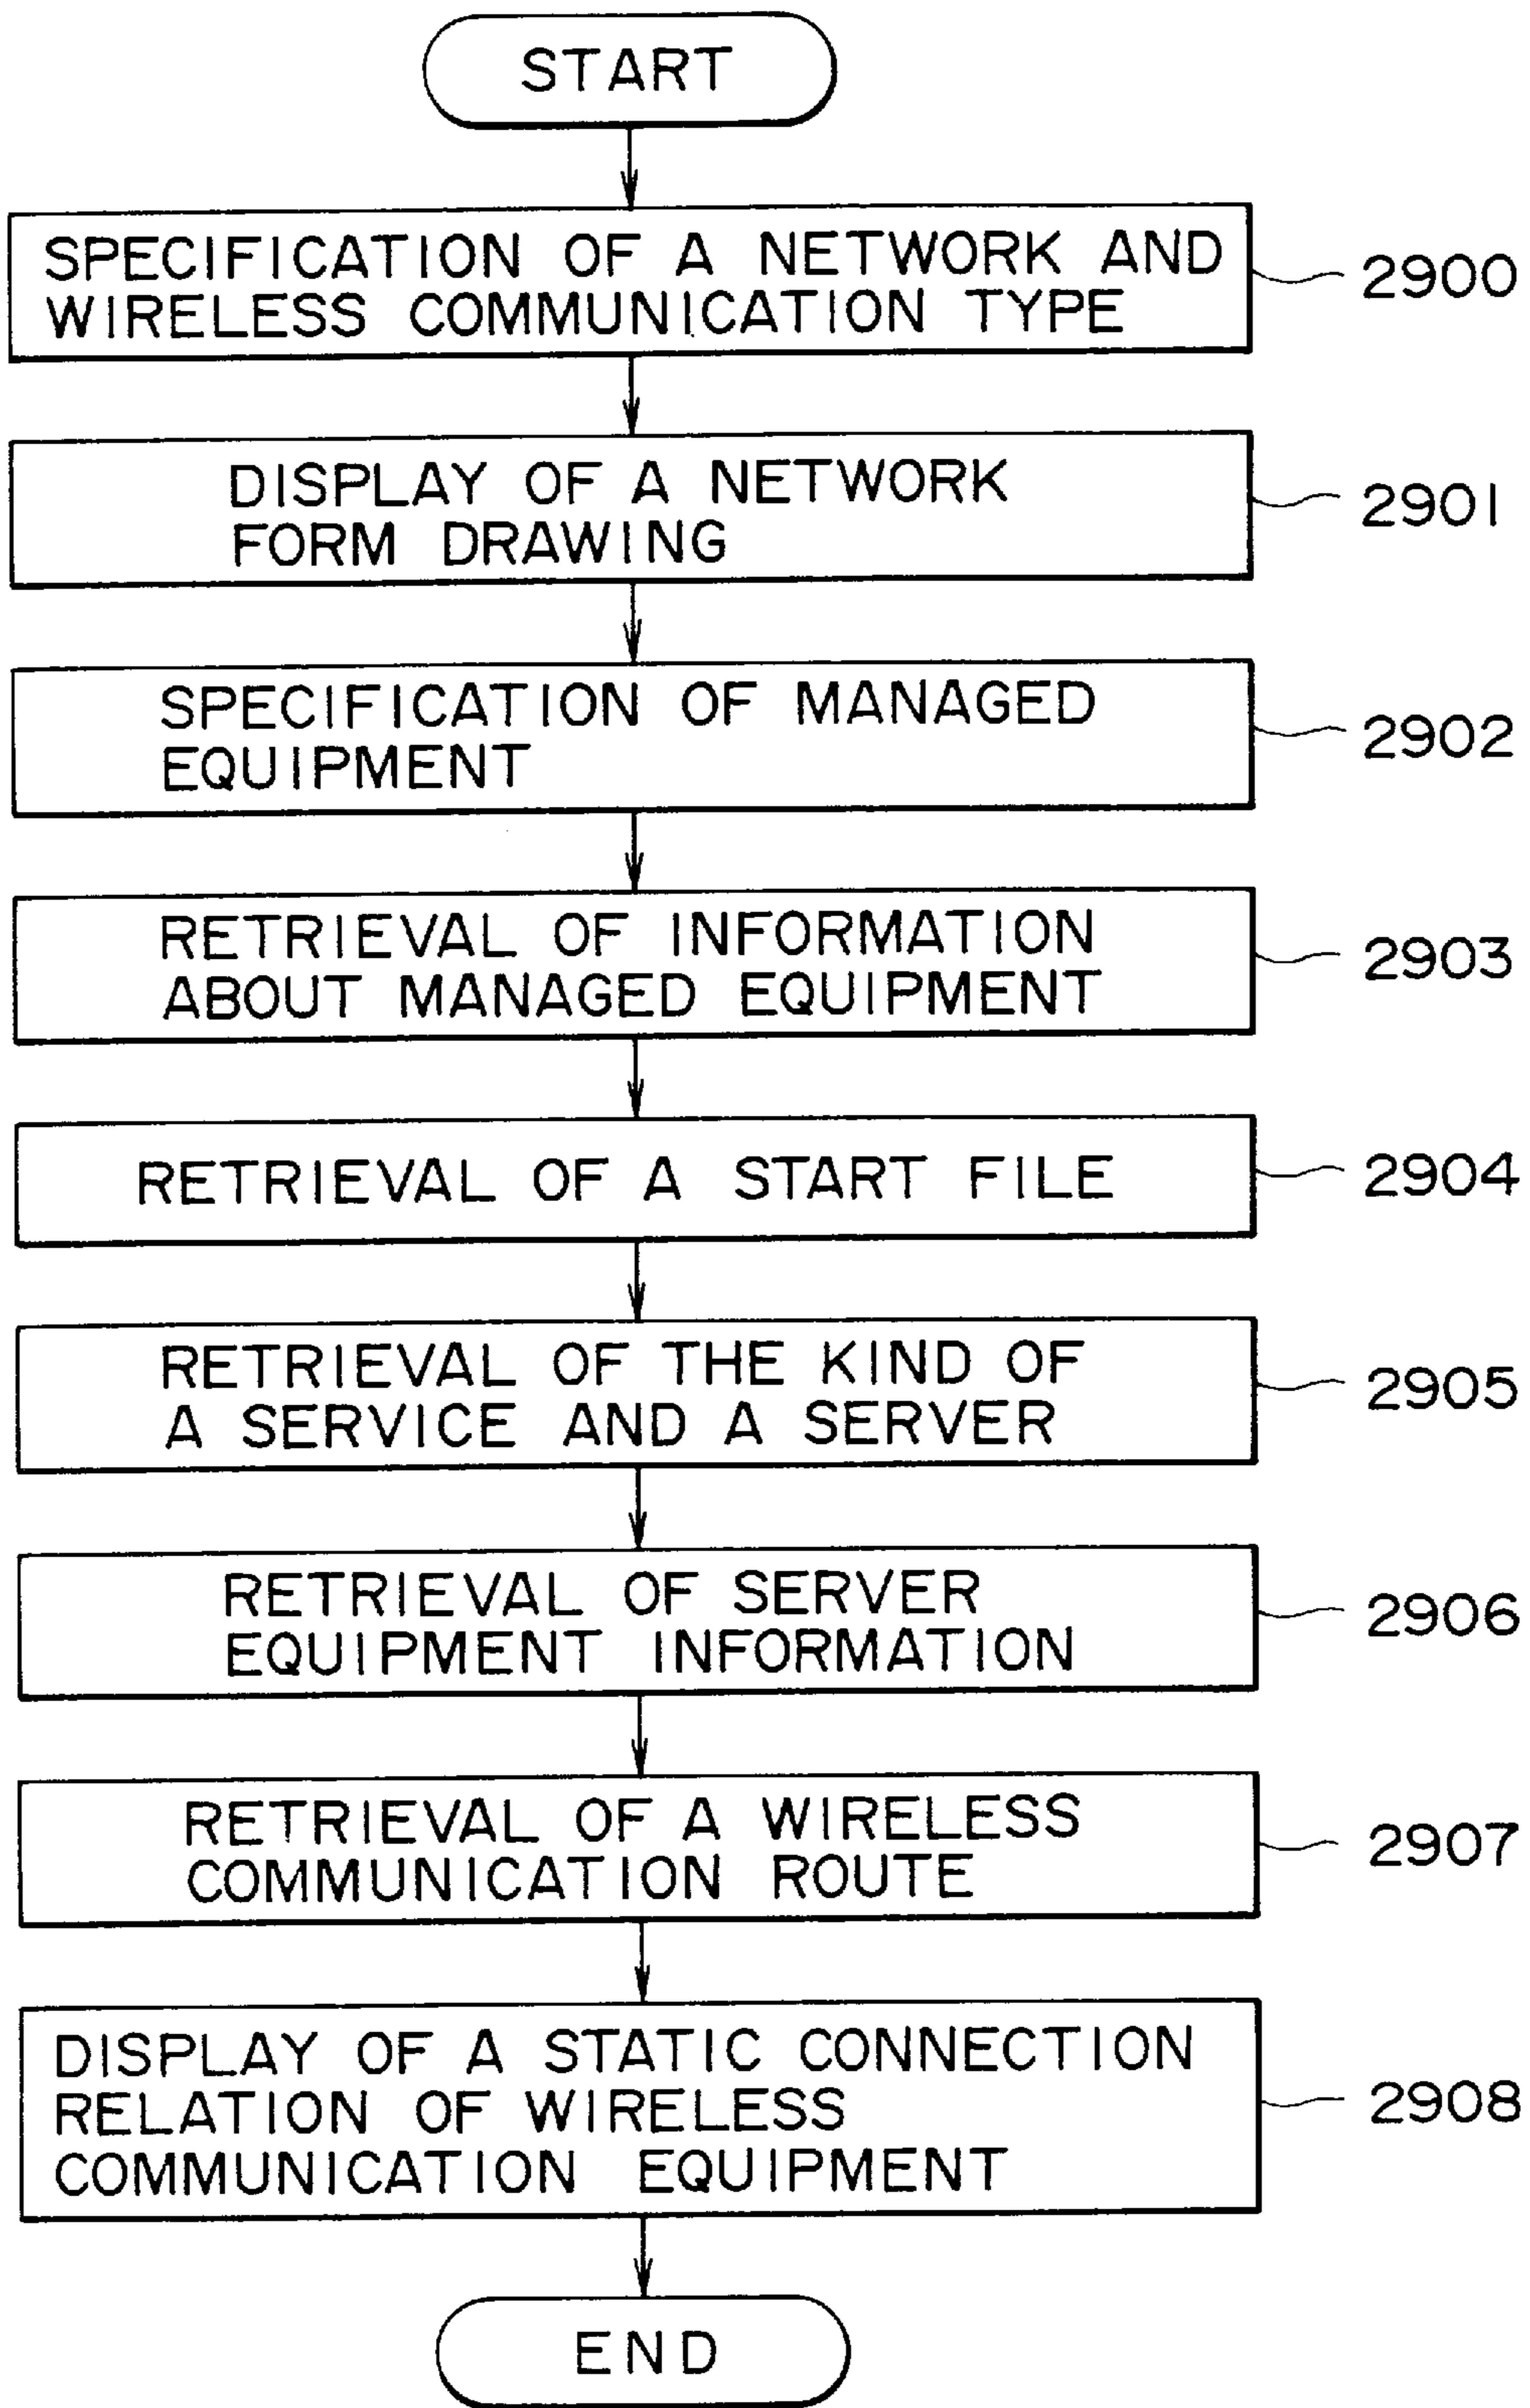 START
SPECIFICATION OF A NETWORK AND
WIRELESS COMMUNICATION TYPE
2900
DISPLAY OF A NETWORK
FORM DRAWING
2901
SPECIFICATION OF MANAGED
EQUIPMENT
2902
RETRIEVAL OF INFORMATION
ABOUT MANAGED EQUIPMENT
2903
RETRIEVAL OF A START FILE
2904
RETRIEVAL OF THE KIND OF
A SERVICE AND A SERVER
2905
RETRIEVAL OF SERVER
EQUIPMENT INFORMATION
2906
RETRIEVAL OF A WIRELESS
COMMUNICATION ROUTE
2907
DISPLAY OF A STATIC CONNECTION
RELATION OF WIRELESS
COMMUNICATION EQUIPMENT
2908
END